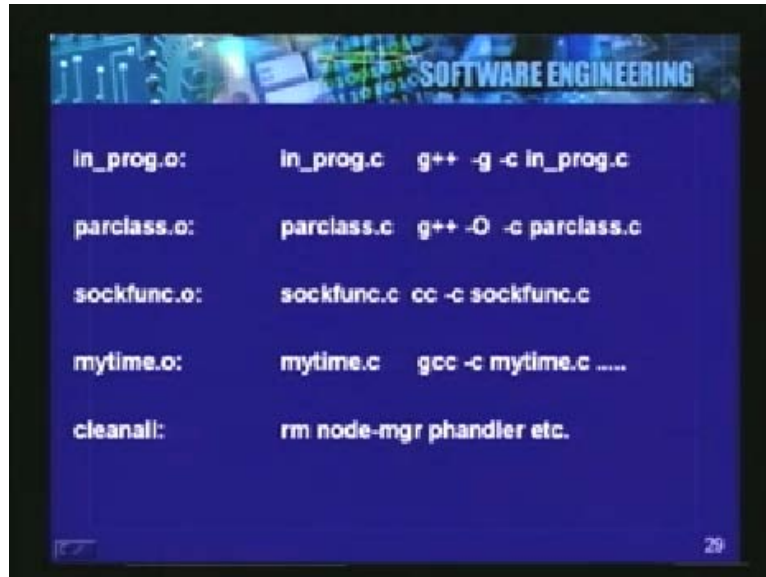 SOFTWARE ENGINEERING
in_prog.o: in_prog.c g++ -g -c in_prog.c
parclass.o: parclass.c g++ -O -c parclass.c
sockfunc.o: sockfunc.c cc -c sockfunc.c
mytime.o: mytime.c gcc -c mytime.c .....
cleanall: rm node-mgr phandler etc.
29